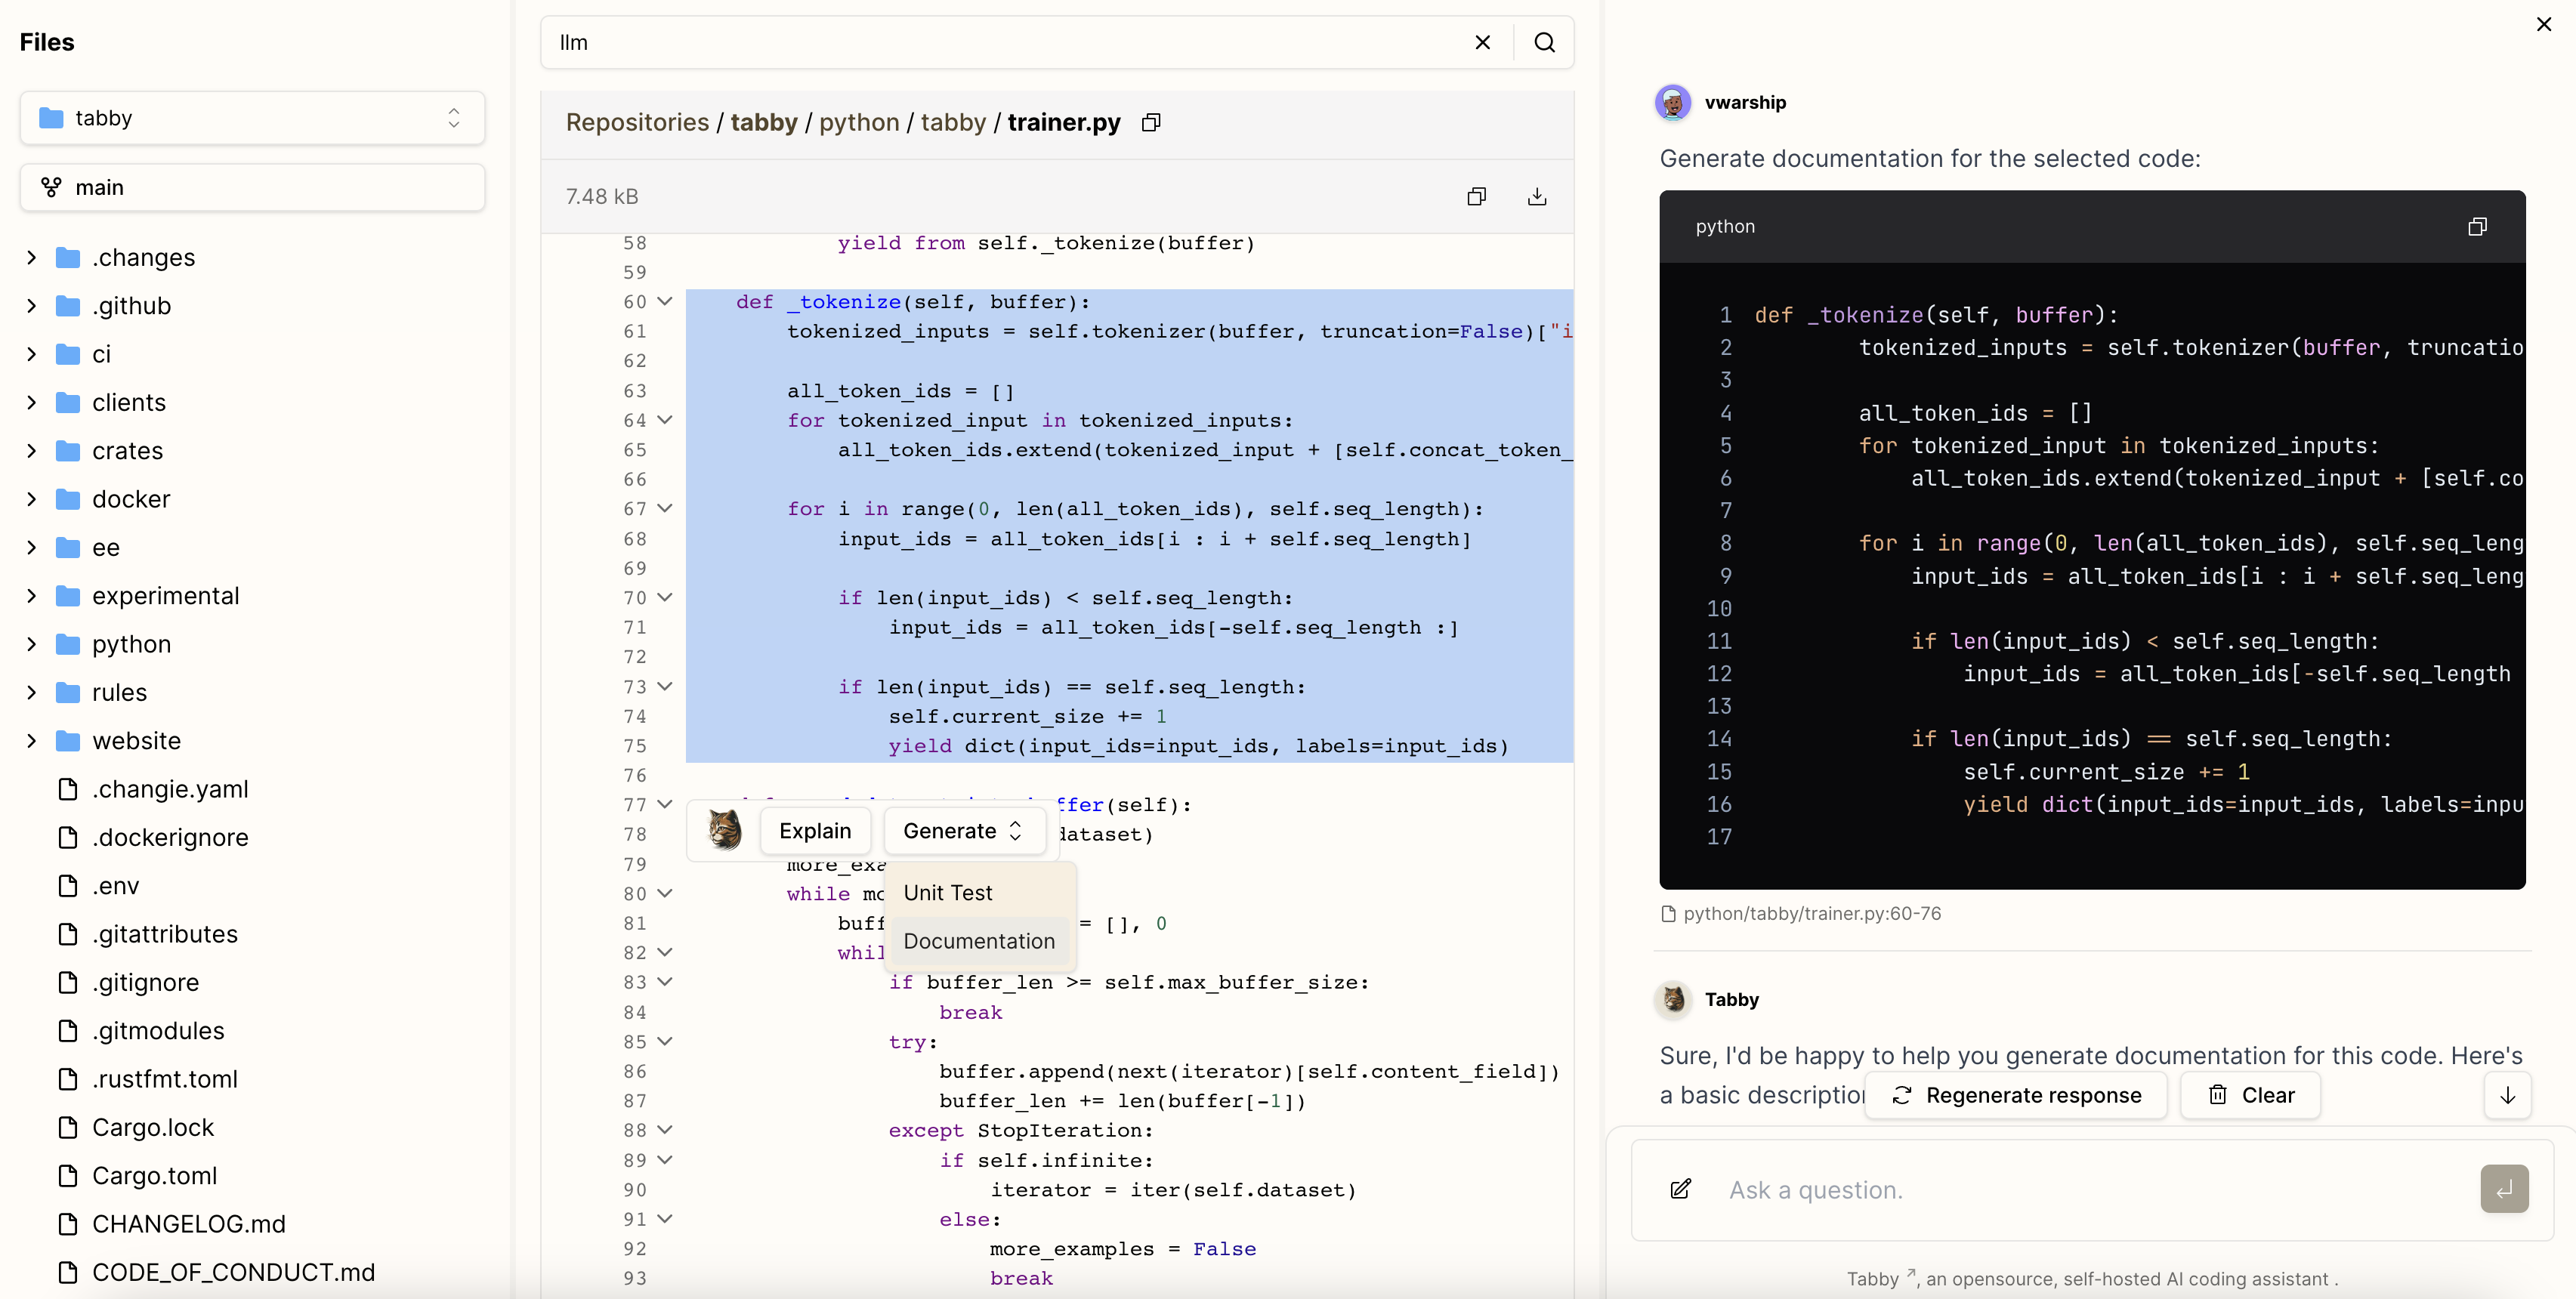 Files
tabby
main
.changes
.github
ci
clients
crates
docker
ee
experimental
python
rules
website
.changie.yaml
.dockerignore
.env
.gitattributes
.gitignore
.gitmodules
.rustfmt.toml
Cargo.lock
Cargo.toml
CHANGELOG.md
CODE_OF_CONDUCT.md
llm
Repositories / tabby / python / tabby / trainer.py
7.48 kB
58 yield from self._tokenize(buffer)
59
60 def _tokenize(self, buffer):
61 tokenized_inputs = self.tokenizer(buffer, truncation=False)["i
62
63 all_token_ids = []
64 for tokenized_input in tokenized_inputs:
65 all_token_ids.extend(tokenized_input + [self.concat_token_
66
67 for i in range(0, len(all_token_ids), self.seq_length):
68 input_ids = all_token_ids[i : i + self.seq_length]
69
70 if len(input_ids) < self.seq_length:
71 input_ids = all_token_ids[-self.seq_length :]
72
73 if len(input_ids) == self.seq_length:
74 self.current_size += 1
75 yield dict(input_ids=input_ids, labels=input_ids)
76
77 ffer(self):
Explain
Generate
78 dataset)
79 more_exa
Unit Test
80 while mo
81 buff = [], 0
Documentation
82 whil
83 if buffer_len >= self.max_buffer_size:
84 break
85 try:
86 buffer.append(next(iterator)[self.content_field])
87 buffer_len += len(buffer[-1])
88 except StopIteration:
89 if self.infinite:
90 iterator = iter(self.dataset)
91 else:
92 more_examples = False
93 break
vwarship
Generate documentation for the selected code:
python
1 def _tokenize(self, buffer):
2 tokenized_inputs = self.tokenizer(buffer, truncatio
3
4 all_token_ids = []
5 for tokenized_input in tokenized_inputs:
6 all_token_ids.extend(tokenized_input + [self.co
7
8 for i in range(0, len(all_token_ids), self.seq_leng
9 input_ids = all_token_ids[i : i + self.seq_leng
10
11 if len(input_ids) < self.seq_length:
12 input_ids = all_token_ids[-self.seq_length
13
14 if len(input_ids) == self.seq_length:
15 self.current_size += 1
16 yield dict(input_ids=input_ids, labels=inpu
17
python/tabby/trainer.py:60-76
Tabby
Sure, I'd be happy to help you generate documentation for this code. Here's
a basic description
Regenerate response
Clear
Ask a question.
Tabby, an opensource, self-hosted AI coding assistant .